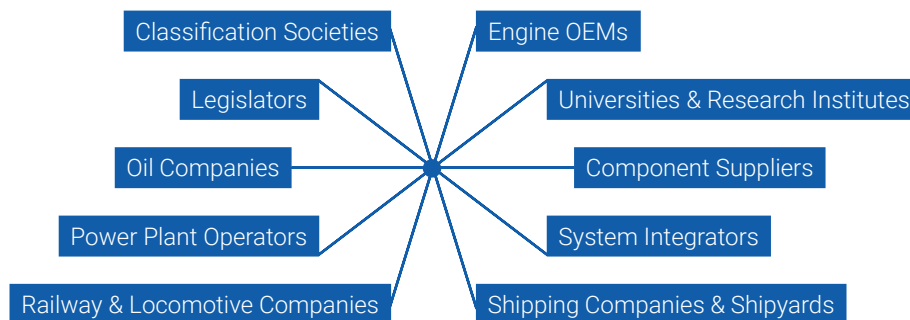 Classification Societies
Engine OEMs
Legislators
Universities & Research Institutes
Oil Companies
Component Suppliers
Power Plant Operators
System Integrators
Railway & Locomotive Companies
Shipping Companies & Shipyards